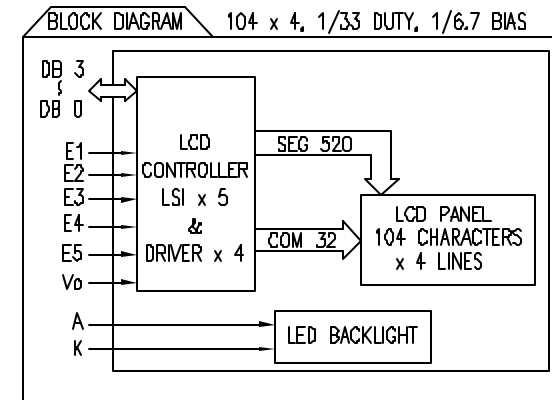 BLOCK DIAGRAM
104 x 4, 1/33 DUTY, 1/6.7 BIAS
DB 3
DB 0
E1
E2
E3
E4
E5
Vo
A
K
LCD
CONTROLLER
LSI x 5
&
DRIVER x 4
SEG 520
COM 32
LCD PANEL
104 CHARACTERS
x 4 LINES
LED BACKLIGHT